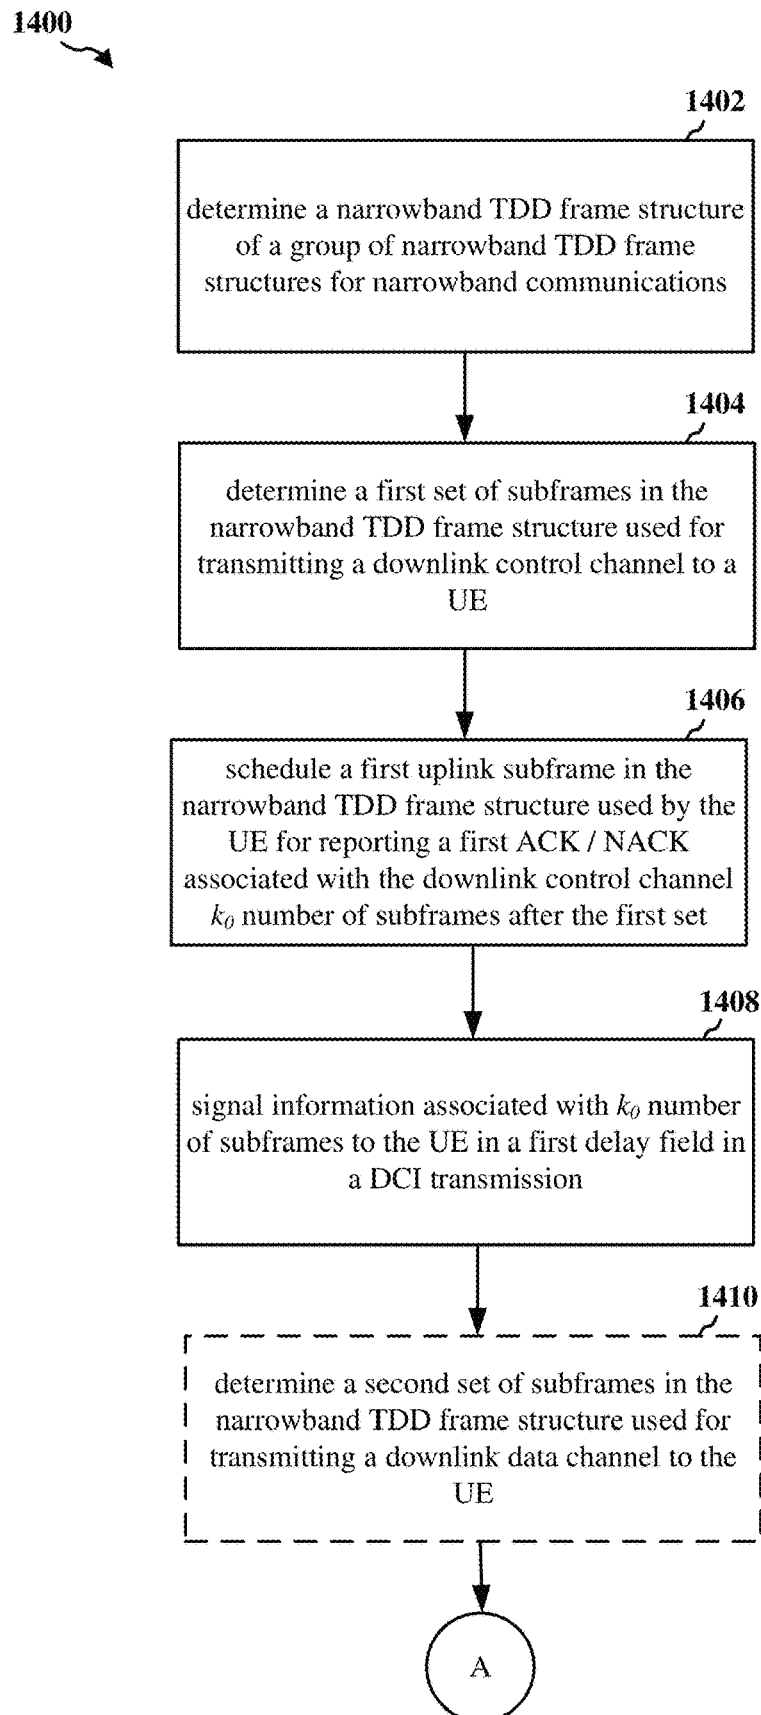 1400
1402
determine a narrowband TDD frame structure
of a group of narrowband TDD frame
structures for narrowband communications
1404
determine a first set of subframes in the
narrowband TDD frame structure used for
transmitting a downlink control channel to a
UE
1406
schedule a first uplink subframe in the
narrowband TDD frame structure used by the
UE for reporting a first ACK / NACK
associated with the downlink control channel
k₀ number of subframes after the first set
1408
signal information associated with k₀ number
of subframes to the UE in a first delay field in
a DCI transmission
1410
determine a second set of subframes in the
narrowband TDD frame structure used for
transmitting a downlink data channel to the
UE
A